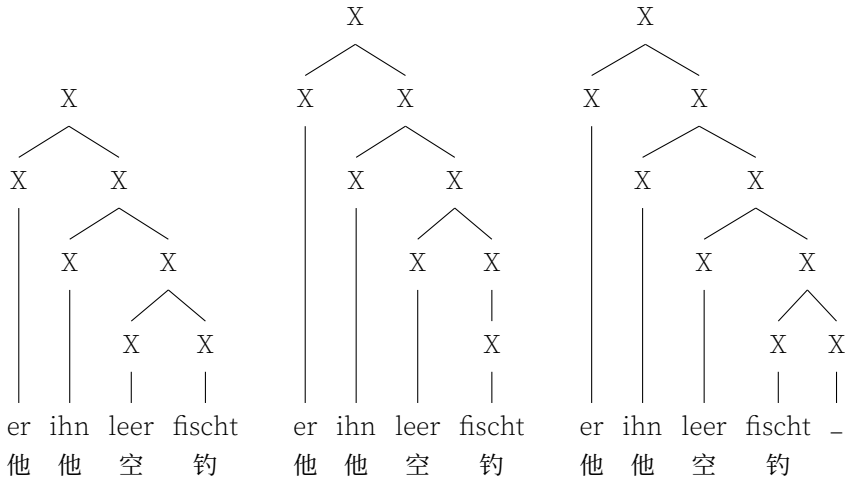 X X
X X X X X
X X X X X X
X X X X X X
X X X X X
er ihn leer fischt er ihn leer fischt er ihn leer fischt _
他 他 空 钓 他 他 空 钓 他 他 空 钓